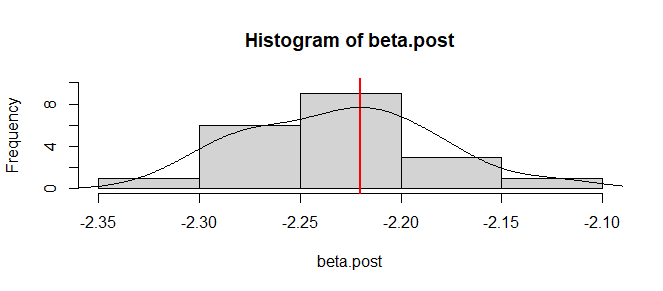 Histogram of beta.post
Frequency
8
4
0
-2.35 -2.30 -2.25 -2.20 -2.15 -2.10
beta.post